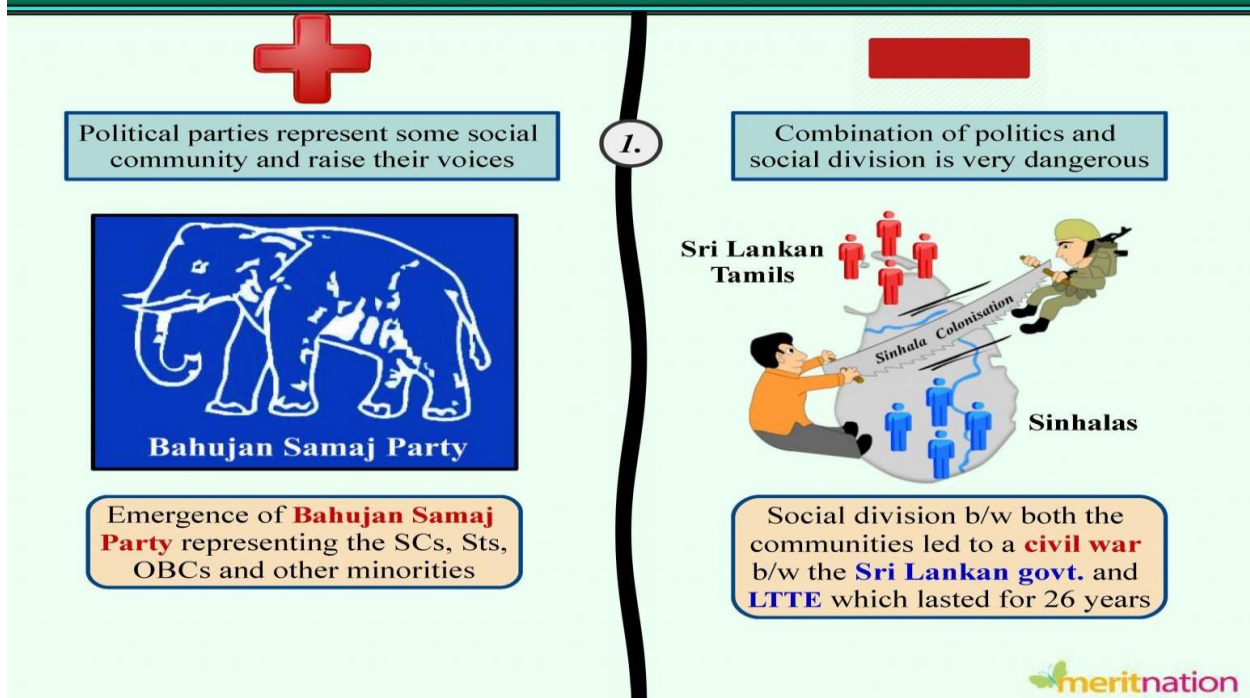 Political parties represent some social
community and raise their voices
Bahujan Samaj Party
Emergence of Bahujan Samaj
Party representing the SCs, Sts,
OBCs and other minorities
1.
Combination of politics and
social division is very dangerous
Sri Lankan
Tamils
Sinhala Colonisation
Sinhalas
Social division b/w both the
communities led to a civil war
b/w the Sri Lankan govt. and
LTTE which lasted for 26 years
meritnation